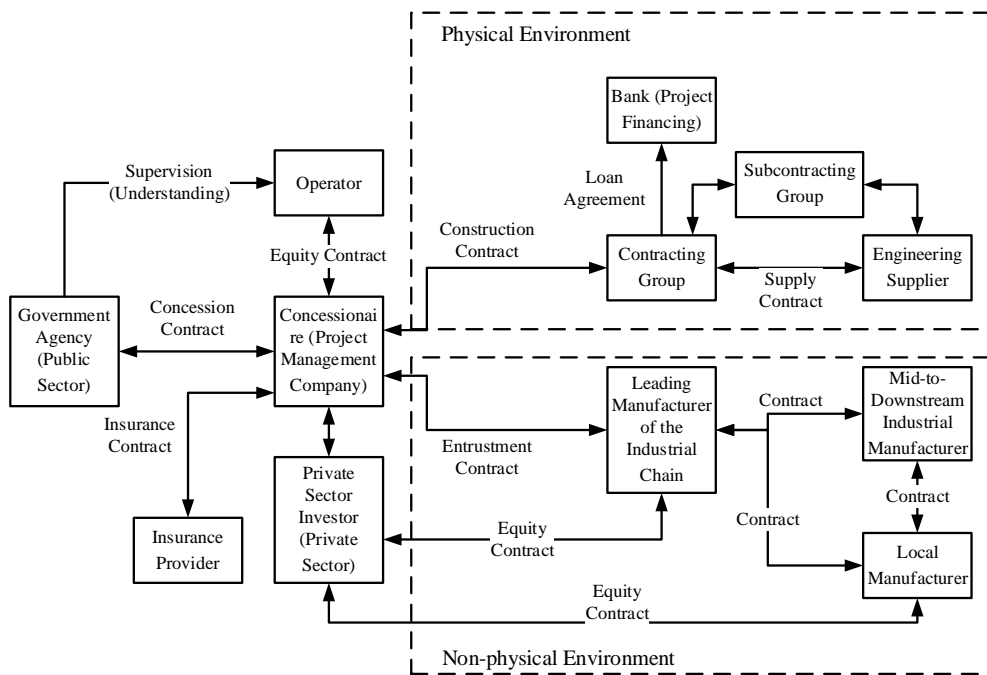 Physical Environment
Bank (Project
Financing)
Supervision
(Understanding)
Operator
Loan
Agreement
Subcontracting
Group
Equity Contract
Construction
Contract
Contracting
Group
Supply
Contract
Engineering
Supplier
Government
Agency
(Public
Sector)
Concession
Contract
Concessionai
re (Project
Management
Company)
Insurance
Contract
Entrustment
Contract
Leading
Manufacturer
of the
Industrial
Chain
Contract
Mid-to-
Downstream
Industrial
Manufacturer
Private
Sector
Investor
(Private
Sector)
Contract
Contract
Insurance
Provider
Equity
Contract
Local
Manufacturer
Equity
Contract
Non-physical Environment